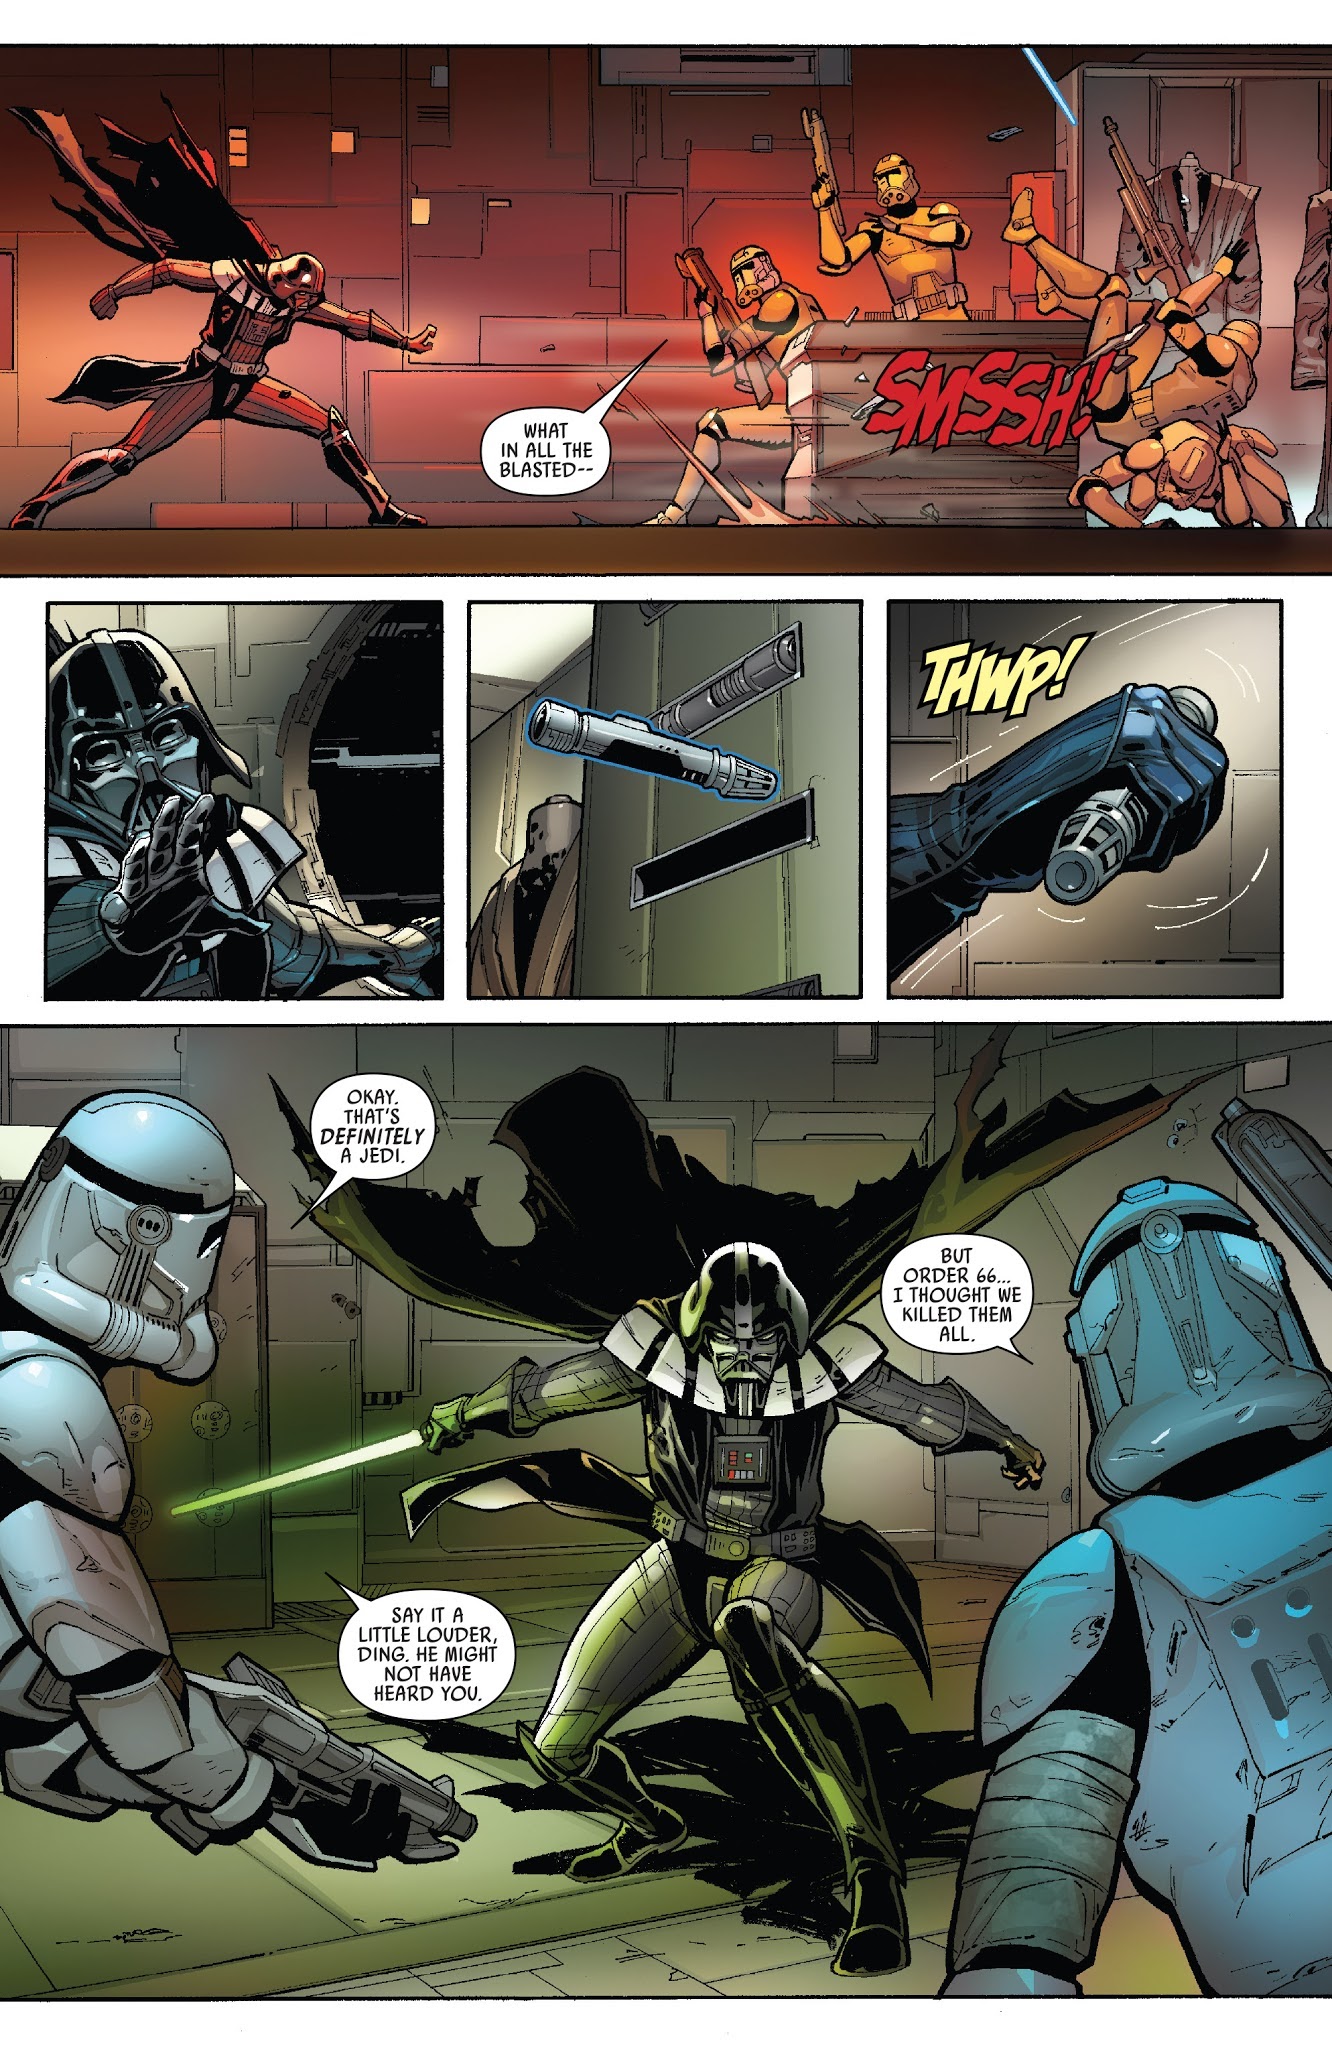 WHAT
IN ALL THE
BLASTED--
SMSSH!
THWP!
OKAY.
THAT'S
DEFINITELY
A JEDI.
BUT
ORDER 66...
I THOUGHT WE
KILLED THEM
ALL.
SAY IT A
LITTLE LOUDER,
DING. HE MIGHT
NOT HAVE
HEARD YOU.